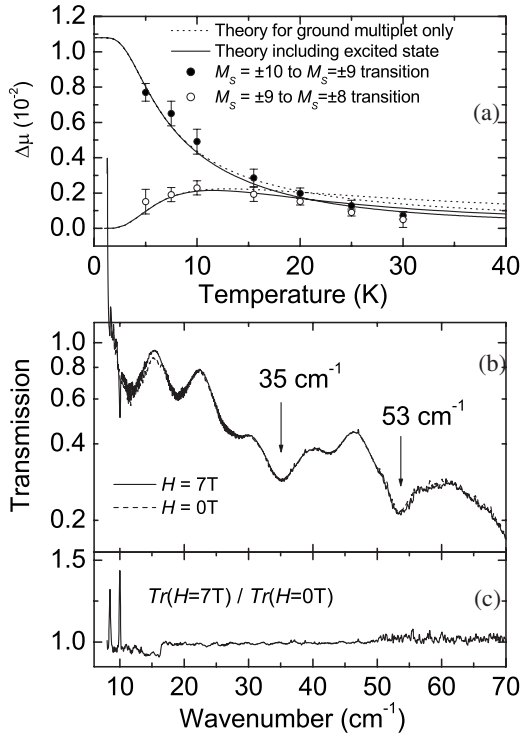 1.2
1.0
0.8
0.6
0.4
0.2
0.0
Δμ (10⁻²)
Theory for ground multiplet only
Theory including excited state
M_S = ±10 to M_S=±9 transition
M_S = ±9 to M_S=±8 transition
(a)
0 10 20 30 40
Temperature (K)
1.0
0.8
0.6
0.4
0.2
Transmission
(b)
35 cm⁻¹
53 cm⁻¹
H = 7T
H = 0T
1.5
1.0
Tr(H=7T) / Tr(H=0T)
(c)
10 20 30 40 50 60 70
Wavenumber (cm⁻¹)